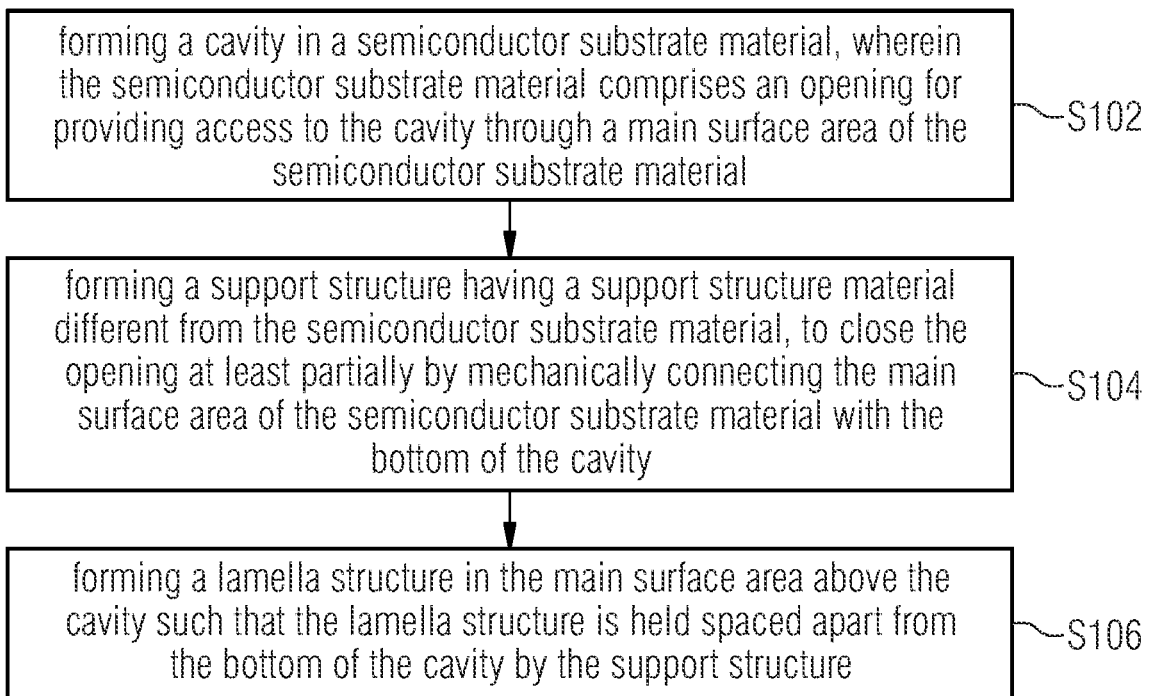 forming a cavity in a semiconductor substrate material, wherein
the semiconductor substrate material comprises an opening for
providing access to the cavity through a main surface area of the
semiconductor substrate material
S102
forming a support structure having a support structure material
different from the semiconductor substrate material, to close the
opening at least partially by mechanically connecting the main
surface area of the semiconductor substrate material with the
bottom of the cavity
S104
forming a lamella structure in the main surface area above the
cavity such that the lamella structure is held spaced apart from
the bottom of the cavity by the support structure
S106